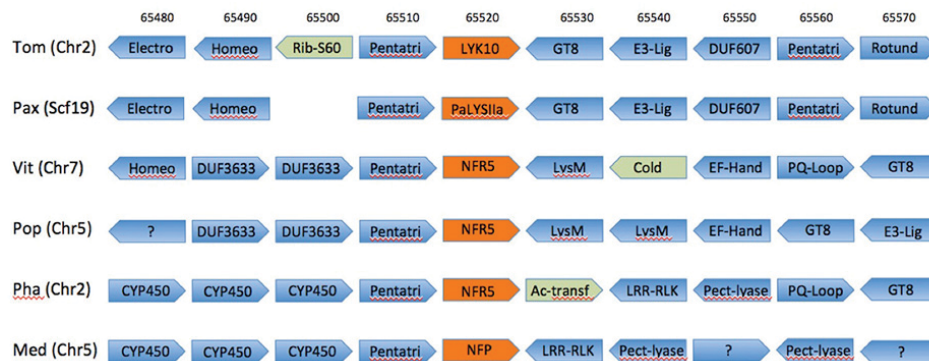 65480 65490 65500 65510 65520 65530 65540 65550 65560 65570
Tom (Chr2) Electro Homeo Rib-S60 Pentatri LYK10 GT8 E3-Lig DUF607 Pentatri Rotund
Pax (Scf19) Electro Homeo Pentatri PaLYSIIa GT8 E3-Lig DUF607 Pentatri Rotund
Vit (Chr7) Homeo DUF3633 DUF3633 Pentatri NFR5 LysM Cold EF-Hand PQ-Loop GT8
Pop (Chr5) ? DUF3633 DUF3633 Pentatri NFR5 LysM LysM EF-Hand GT8 E3-Lig
Pha (Chr2) CYP450 CYP450 CYP450 Pentatri NFR5 Ac-transf LRR-RLK Pect-lyase PQ-Loop GT8
Med (Chr5) CYP450 CYP450 CYP450 Pentatri NFP LRR-RLK Pect-lyase ? Pect-lyase ?